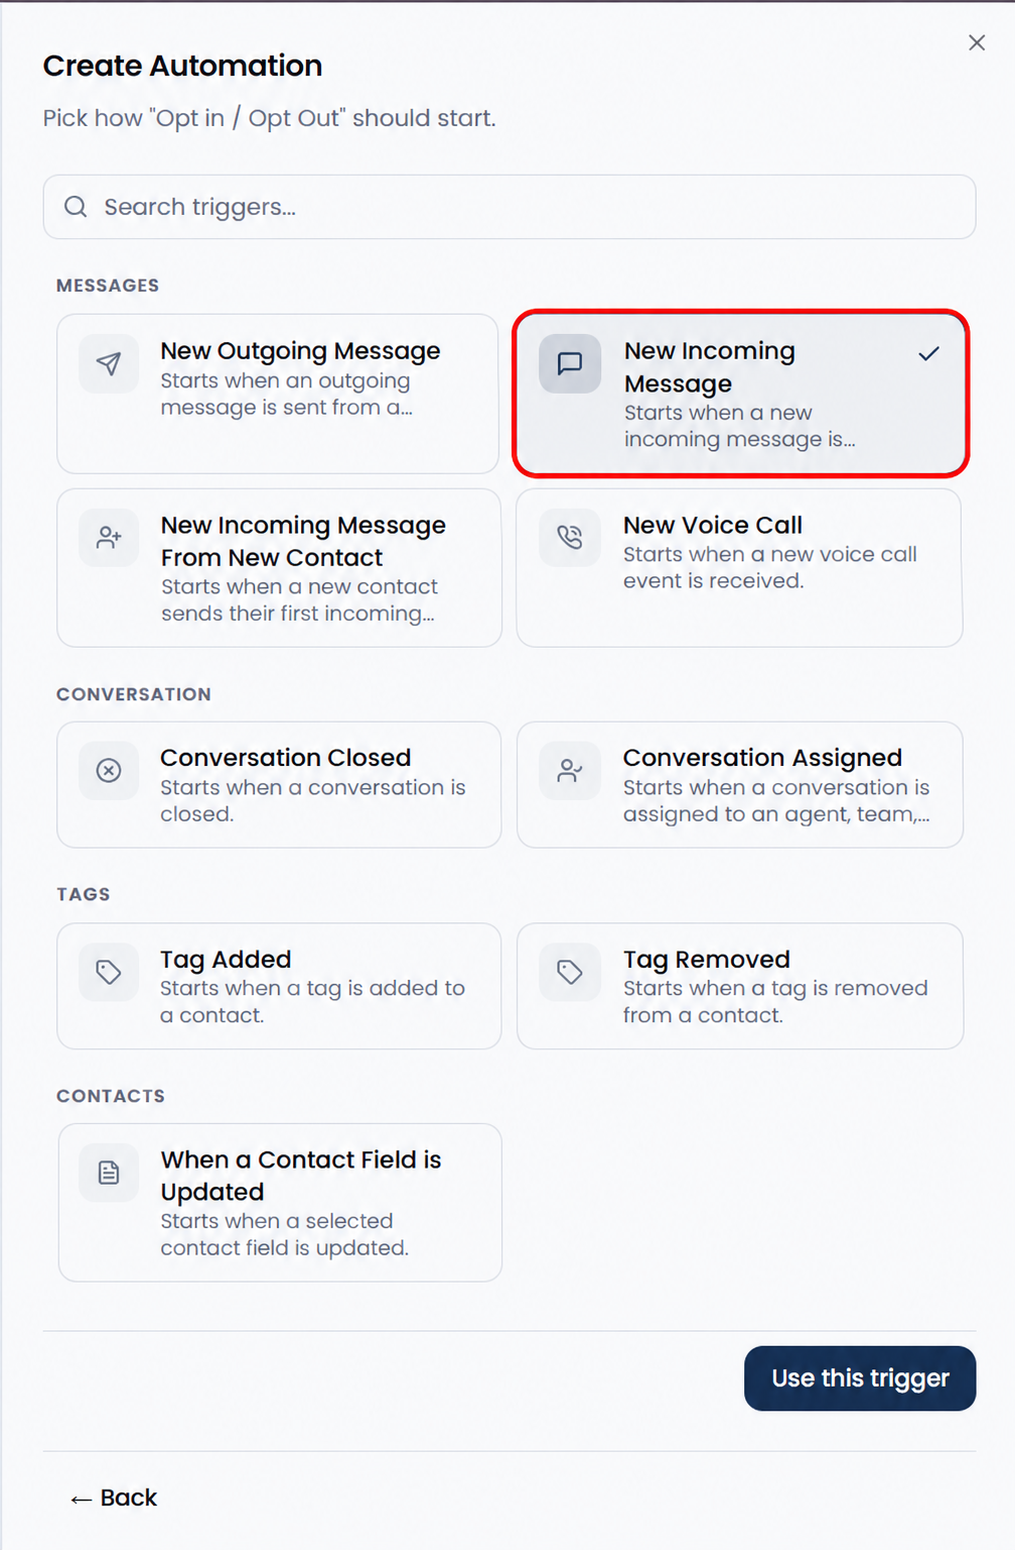 Create Automation
Pick how "Opt in / Opt Out" should start.
Search triggers...
MESSAGES
New Outgoing Message
Starts when an outgoing
message is sent from a...
New Incoming
Message
Starts when a new
incoming message is...
New Incoming Message
From New Contact
Starts when a new contact
sends their first incoming...
New Voice Call
Starts when a new voice call
event is received.
CONVERSATION
Conversation Closed
Starts when a conversation is
closed.
Conversation Assigned
Starts when a conversation is
assigned to an agent, team,...
TAGS
Tag Added
Starts when a tag is added to
a contact.
Tag Removed
Starts when a tag is removed
from a contact.
CONTACTS
When a Contact Field is
Updated
Starts when a selected
contact field is updated.
Use this trigger
← Back